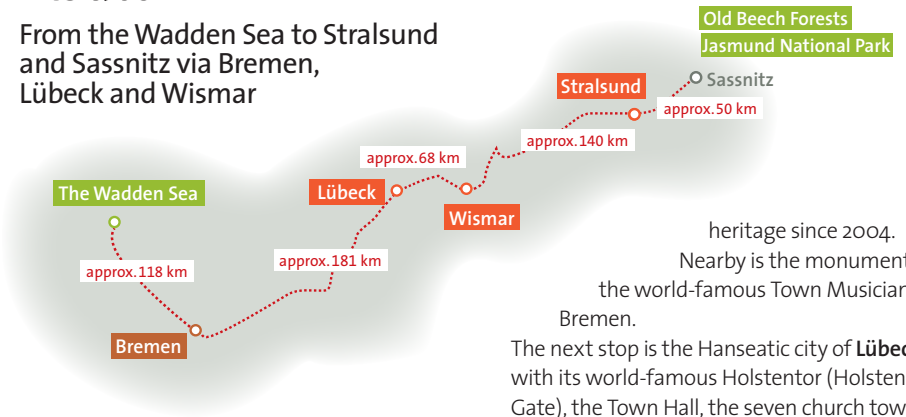 From the Wadden Sea to Stralsund
and Sassnitz via Bremen,
Lübeck and Wismar
Old Beech Forests
Jasmund National Park
Sassnitz
Stralsund
approx. 50 km
approx. 140 km
approx. 68 km
The Wadden Sea
Lübeck
Wismar
approx. 118 km
approx. 181 km
Bremen
heritage since 2004.
Nearby is the monument
the world-famous Town Musician
Bremen.
The next stop is the Hanseatic city of
with its world-famous Holstentor (Holsten
Gate), the Town Hall, the seven church tow